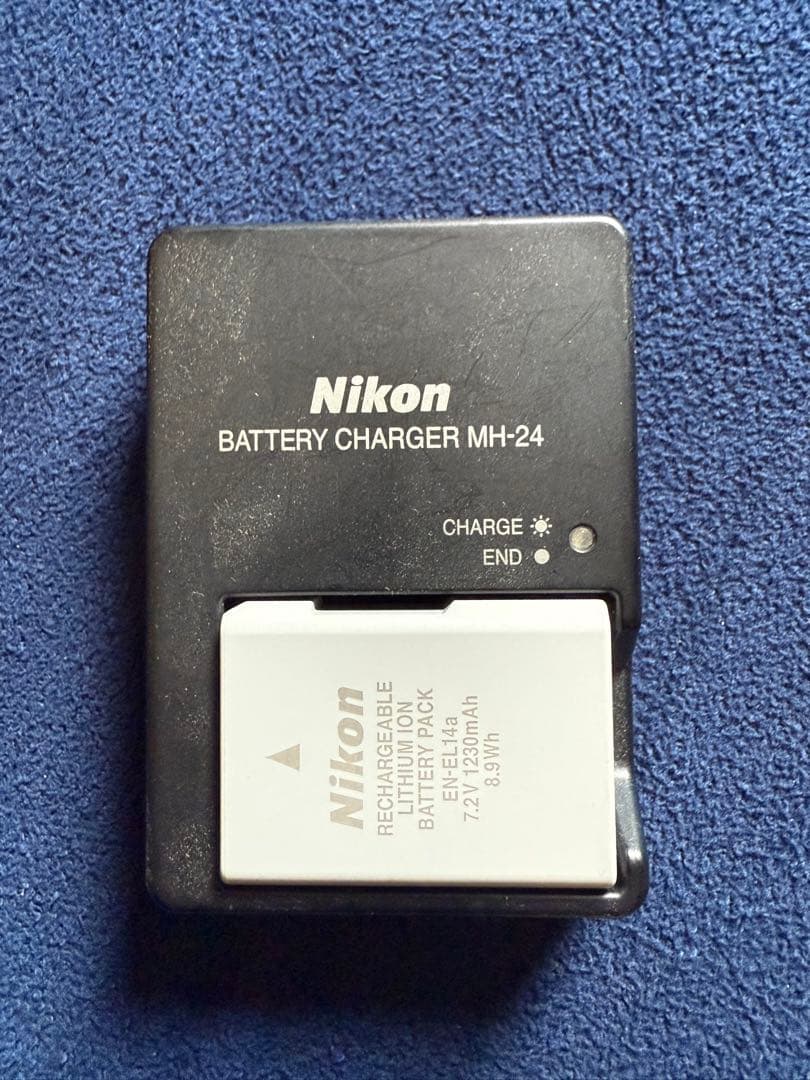 Nikon
BATTERY CHARGER MH-24
CHARGE
END
Nikon
RECHARGEABLE
LITHIUM ION
BATTERY PACK
EN-EL14a
7.2V 1230mAh
8.9Wh